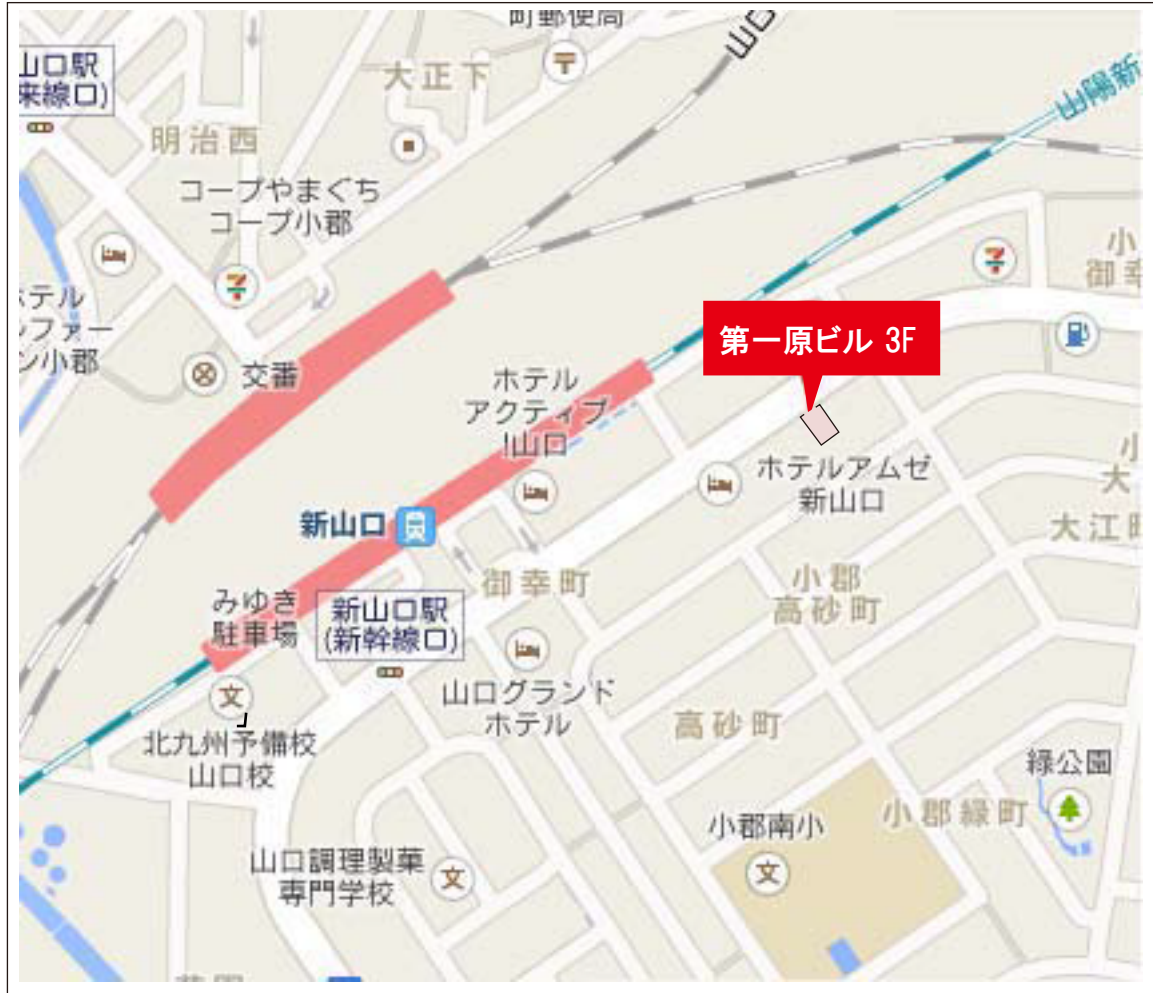 町郵便局
山口
山陽新
山口駅
来線口)
大正下
明治西
コープやまぐち
コープ小郡
小
御幸
ホテル
ン小郡
交番
第一原ビル 3F
ホテル
アクティブ
!山口
ホテルアムゼ
新山口
小
大
大江町
新山口
御幸町
小郡
高砂町
みゆき
駐車場
新山口駅
(新幹線口)
山口グランド
ホテル
高砂町
北九州予備校
山口校
緑公園
小郡緑町
小郡南小
山口調理製菓
専門学校